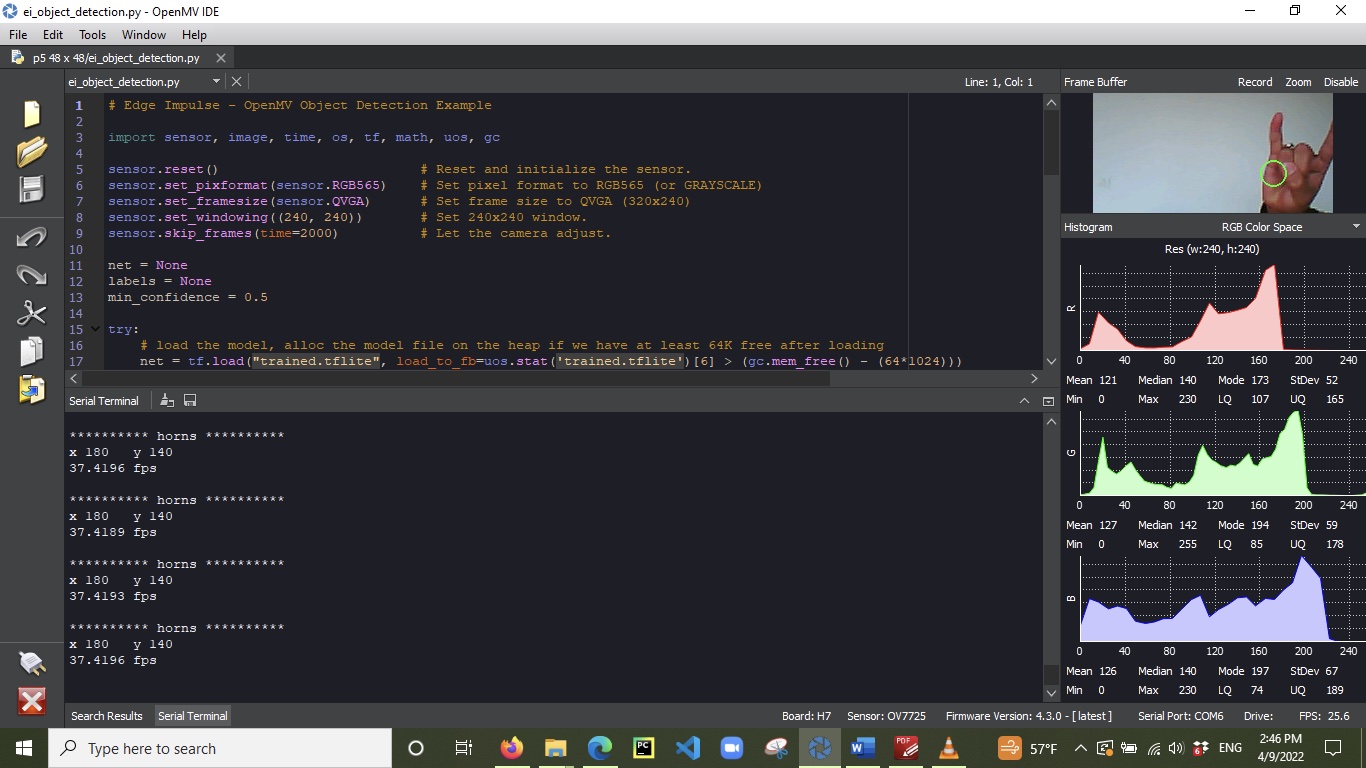 ei_object_detection.py - OpenMV IDE
File Edit Tools Window Help
p5 48 x 48/ei_object_detection.py
ei_object_detection.py Line: 1, Col: 1
1 # Edge Impulse - OpenMV Object Detection Example
2
3 import sensor, image, time, os, tf, math, uos, gc
4
5 sensor.reset() # Reset and initialize the sensor.
6 sensor.set_pixformat(sensor.RGB565) # Set pixel format to RGB565 (or GRAYSCALE)
7 sensor.set_framesize(sensor.QVGA) # Set frame size to QVGA (320x240)
8 sensor.set_windowing((240, 240)) # Set 240x240 window.
9 sensor.skip_frames(time=2000) # Let the camera adjust.
10
11 net = None
12 labels = None
13 min_confidence = 0.5
14
15 try:
16 # load the model, alloc the model file on the heap if we have at least 64K free after loading
17 net = tf.load("trained.tflite", load_to_fb=uos.stat('trained.tflite')[6] > (gc.mem_free() - (64*1024)))
Serial Terminal
********** horns **********
x 180 y 140
37.4196 fps
********** horns **********
x 180 y 140
37.4189 fps
********** horns **********
x 180 y 140
37.4193 fps
********** horns **********
x 180 y 140
37.4196 fps
Frame Buffer Record Zoom Disable
Histogram RGB Color Space
Res (w:240, h:240)
R
0 40 80 120 160 200 240
Mean 121 Median 140 Mode 173 StDev 52
Min 0 Max 230 LQ 107 UQ 165
G
0 40 80 120 160 200 240
Mean 127 Median 142 Mode 194 StDev 59
Min 0 Max 255 LQ 85 UQ 178
B
0 40 80 120 160 200 240
Mean 126 Median 140 Mode 197 StDev 67
Min 0 Max 230 LQ 74 UQ 189
Search Results Serial Terminal Board: H7 Sensor: OV7725 Firmware Version: 4.3.0 - [ latest ] Serial Port: COM6 Drive: FPS: 25.6
Type here to search
PC
W
PDF
57°F
6
ENG
2:46 PM
4/9/2022